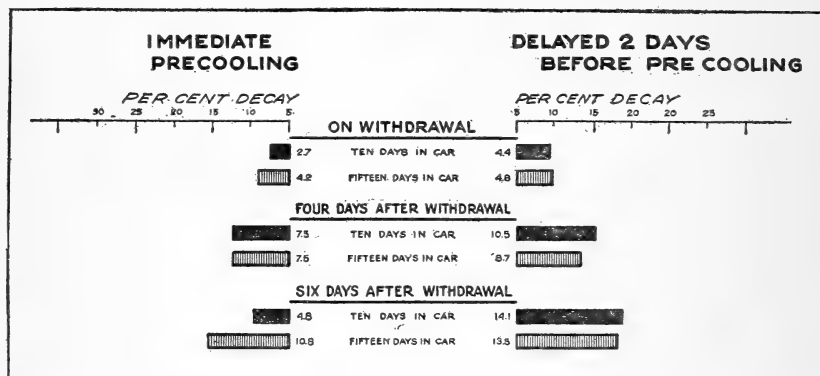 IMMEDIATE
PRECOOLING
DELAYED 2 DAYS
BEFORE PRECOOLING
PER CENT DECAY
30 25 20 15 10 5
PER CENT DECAY
5 10 15 20 25
ON WITHDRAWAL
2.7 TEN DAYS IN CAR 4.4
4.2 FIFTEEN DAYS IN CAR 4.8
FOUR DAYS AFTER WITHDRAWAL
7.3 TEN DAYS IN CAR 10.5
7.5 FIFTEEN DAYS IN CAR 8.7
SIX DAYS AFTER WITHDRAWAL
4.8 TEN DAYS IN CAR 14.1
10.8 FIFTEEN DAYS IN CAR 13.5